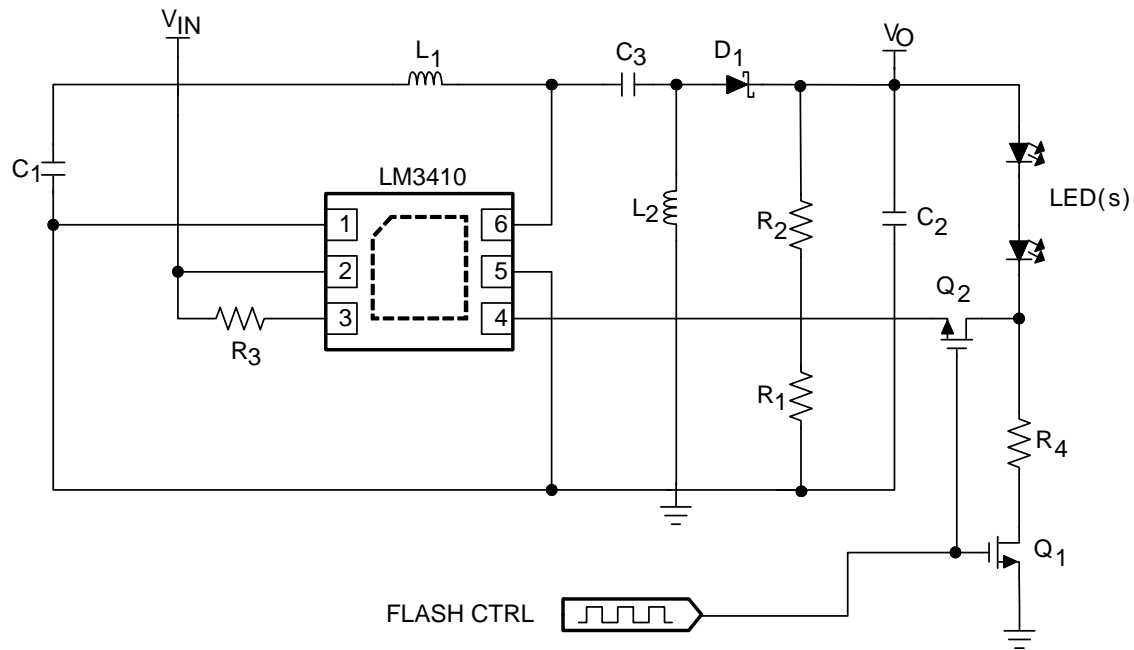 VIN
L1
C3
D1
VO
C1
LM3410
1
6
2
5
3
4
R3
L2
R2
C2
LED(s)
Q2
R1
R4
Q1
FLASH CTRL